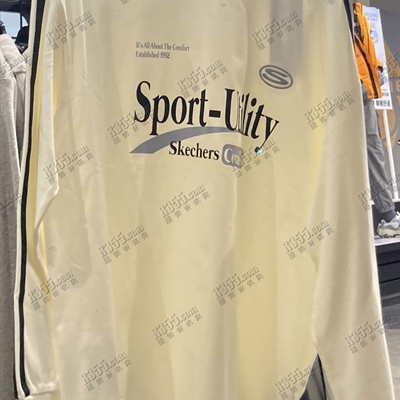 It's All About The Comfort
Established 1992
S
Sport-Utility
Skechers